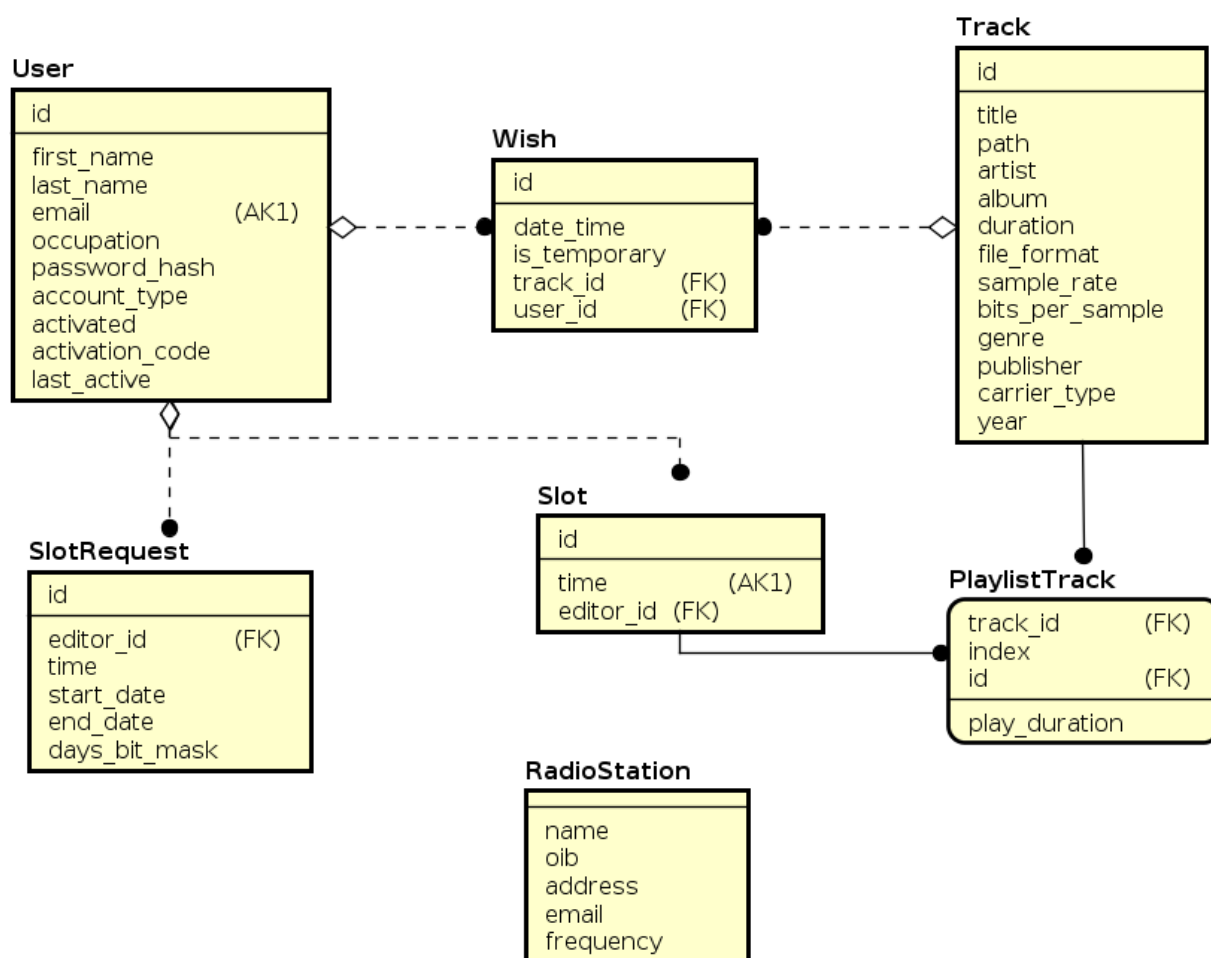 User
id
first_name
last_name
email (AK1)
occupation
password_hash
account_type
activated
activation_code
last_active
Wish
id
date_time
is_temporary
track_id (FK)
user_id (FK)
Track
id
title
path
artist
album
duration
file_format
sample_rate
bits_per_sample
genre
publisher
carrier_type
year
SlotRequest
id
editor_id (FK)
time
start_date
end_date
days_bit_mask
Slot
id
time (AK1)
editor_id (FK)
PlaylistTrack
track_id (FK)
index
id (FK)
play_duration
RadioStation
name
oib
address
email
frequency